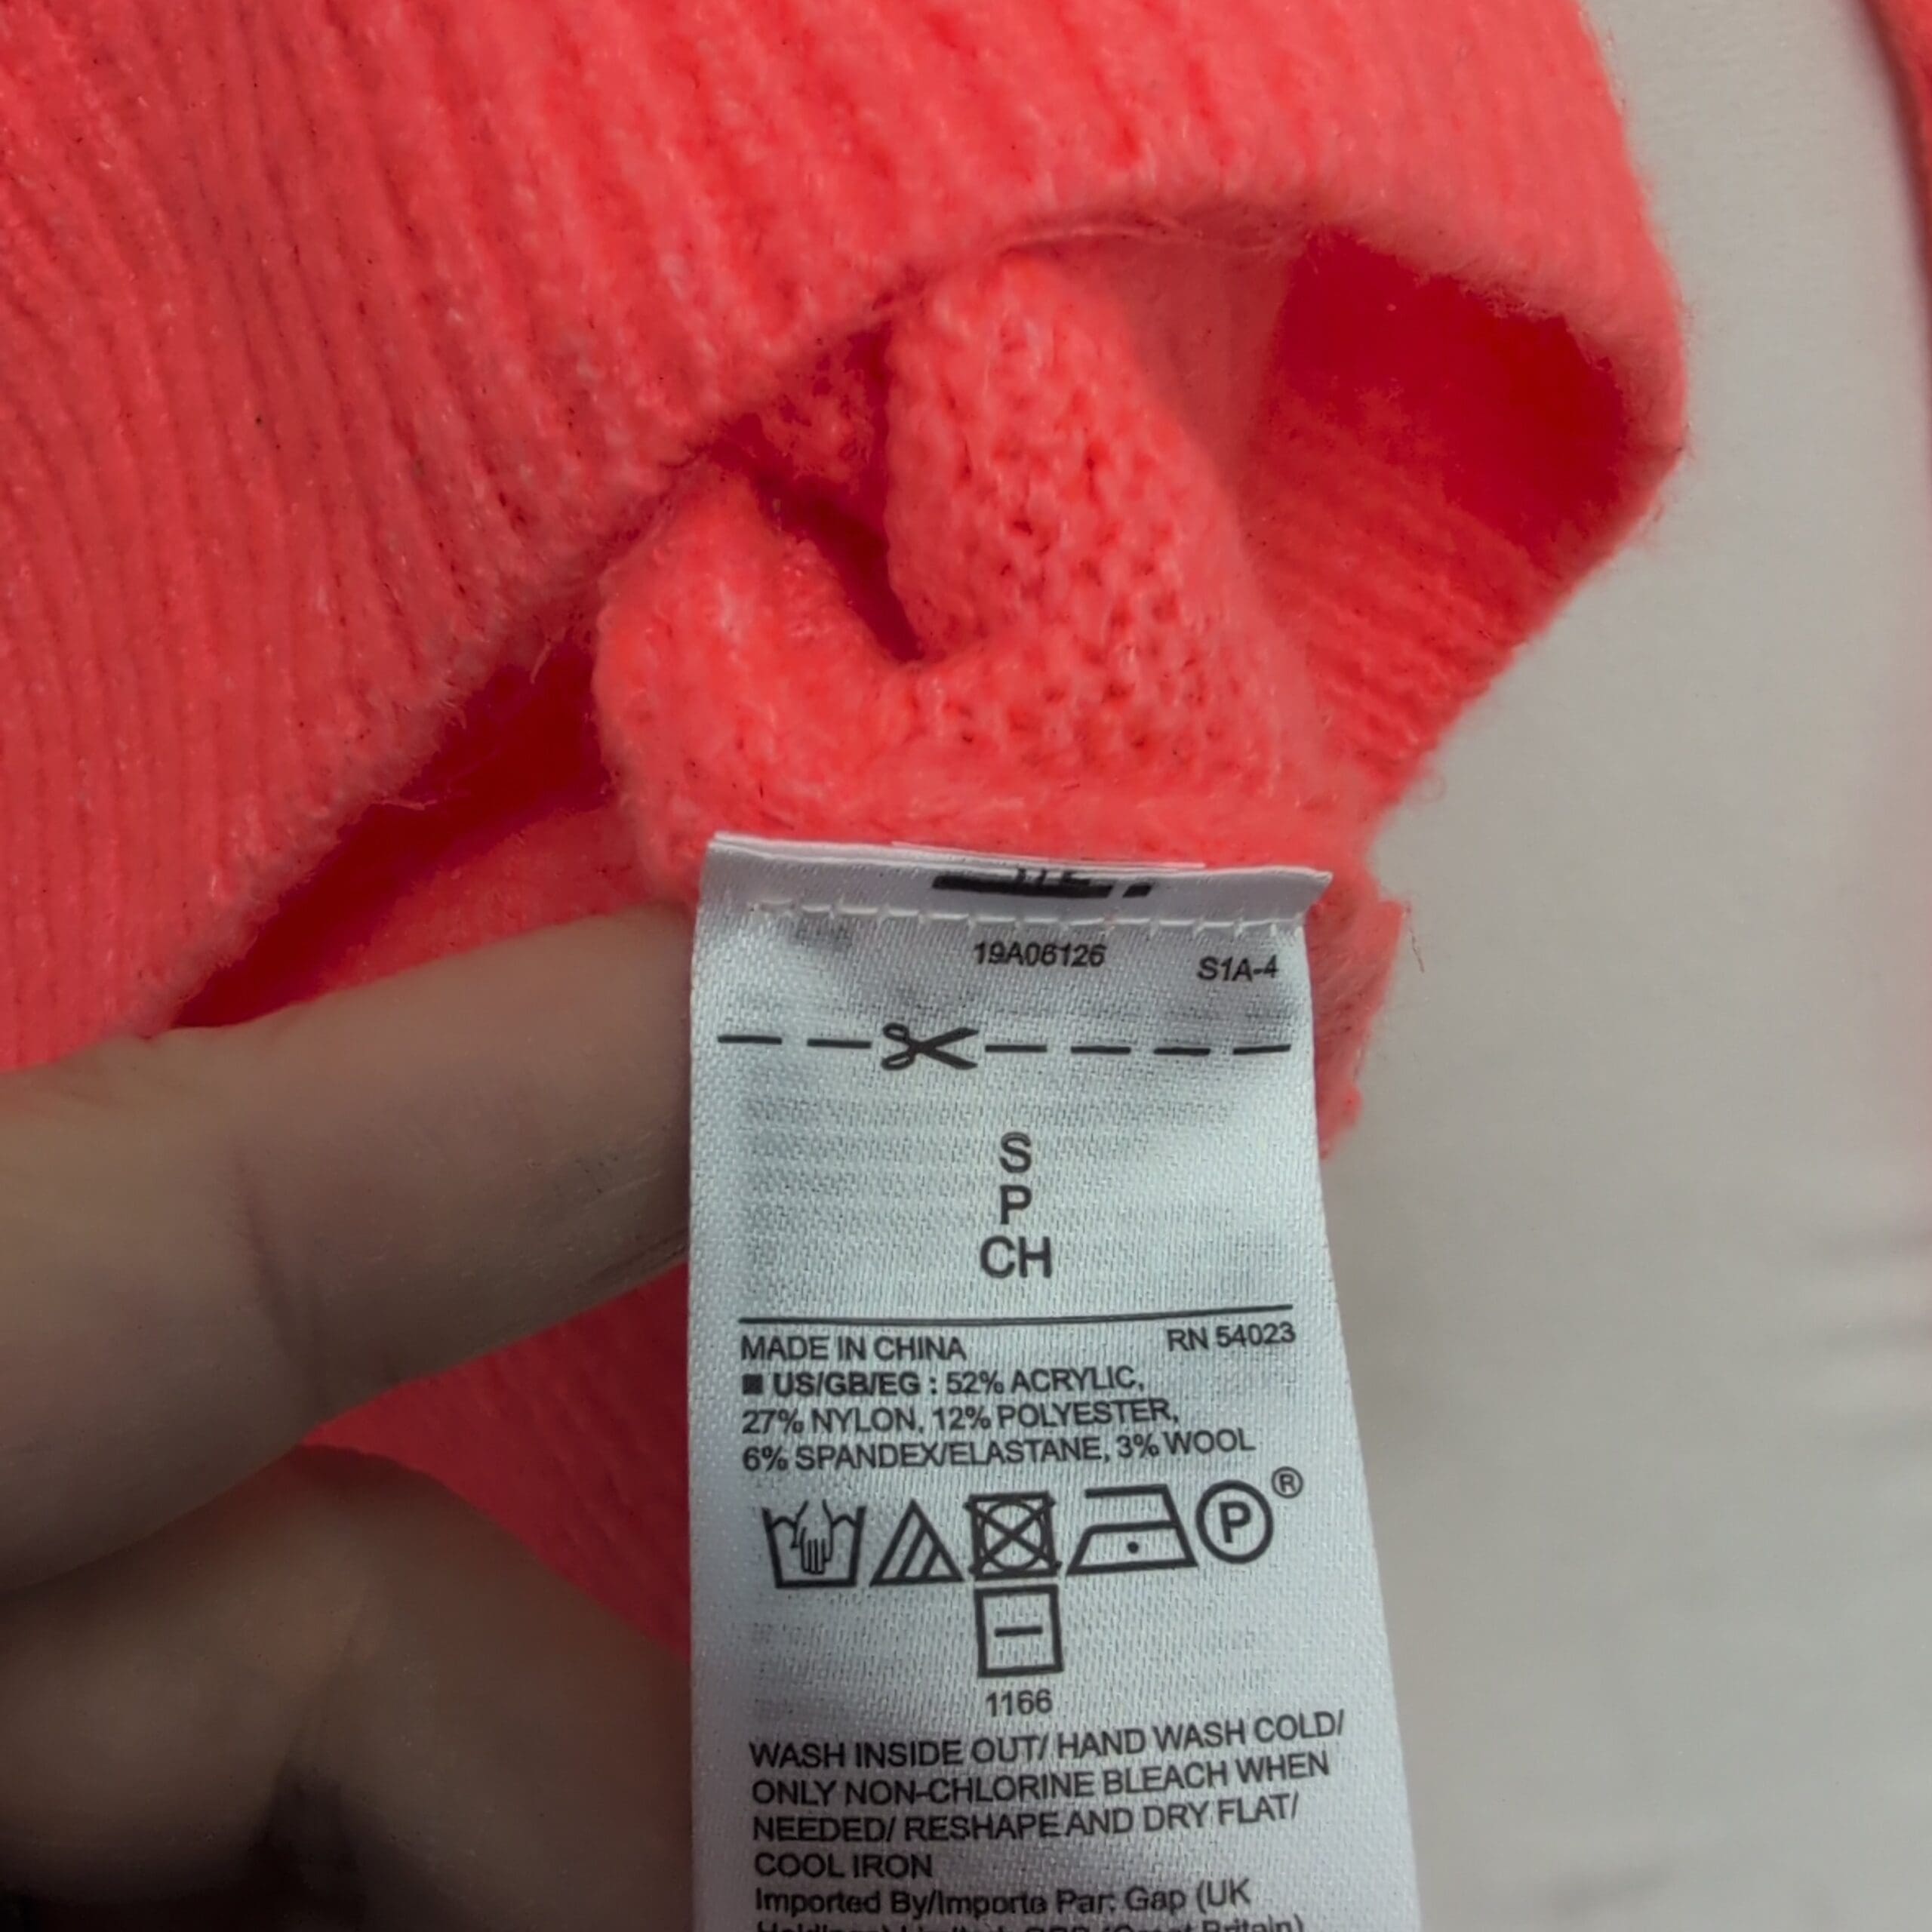 19A06126 S1A-4
S
P
CH
MADE IN CHINA RN 54023
■ US/GB/EG : 52% ACRYLIC,
27% NYLON, 12% POLYESTER,
6% SPANDEX/ELASTANE, 3% WOOL
P ®
1166
WASH INSIDE OUT/ HAND WASH COLD/
ONLY NON-CHLORINE BLEACH WHEN
NEEDED/ RESHAPE AND DRY FLAT/
COOL IRON
Imported By/Importe Par: Gap (UK
(Great Britain)